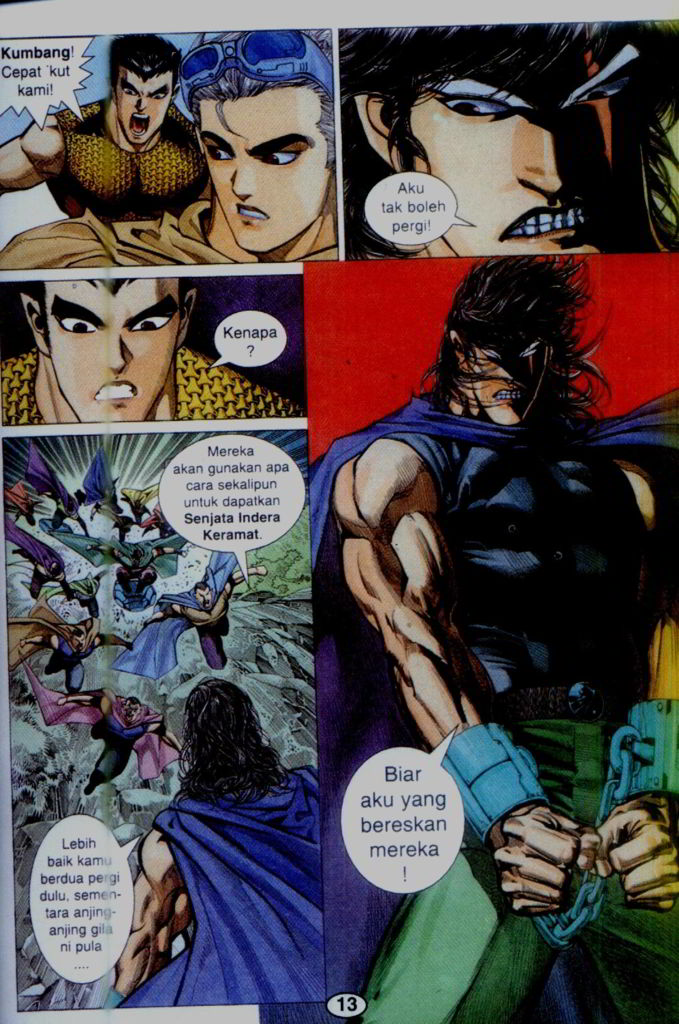 Kumbang!
Cepat 'kut
kami!
Aku
tak boleh
pergi!
Kenapa
?
Mereka
akan gunakan apa
cara sekalipun
untuk dapatkan
Senjata Indera
Keramat.
Lebih
baik kamu
berdua pergi
dulu, semen-
tara anjing-
anjing gila
ni pula
....
Biar
aku yang
bereskan
mereka
!
13